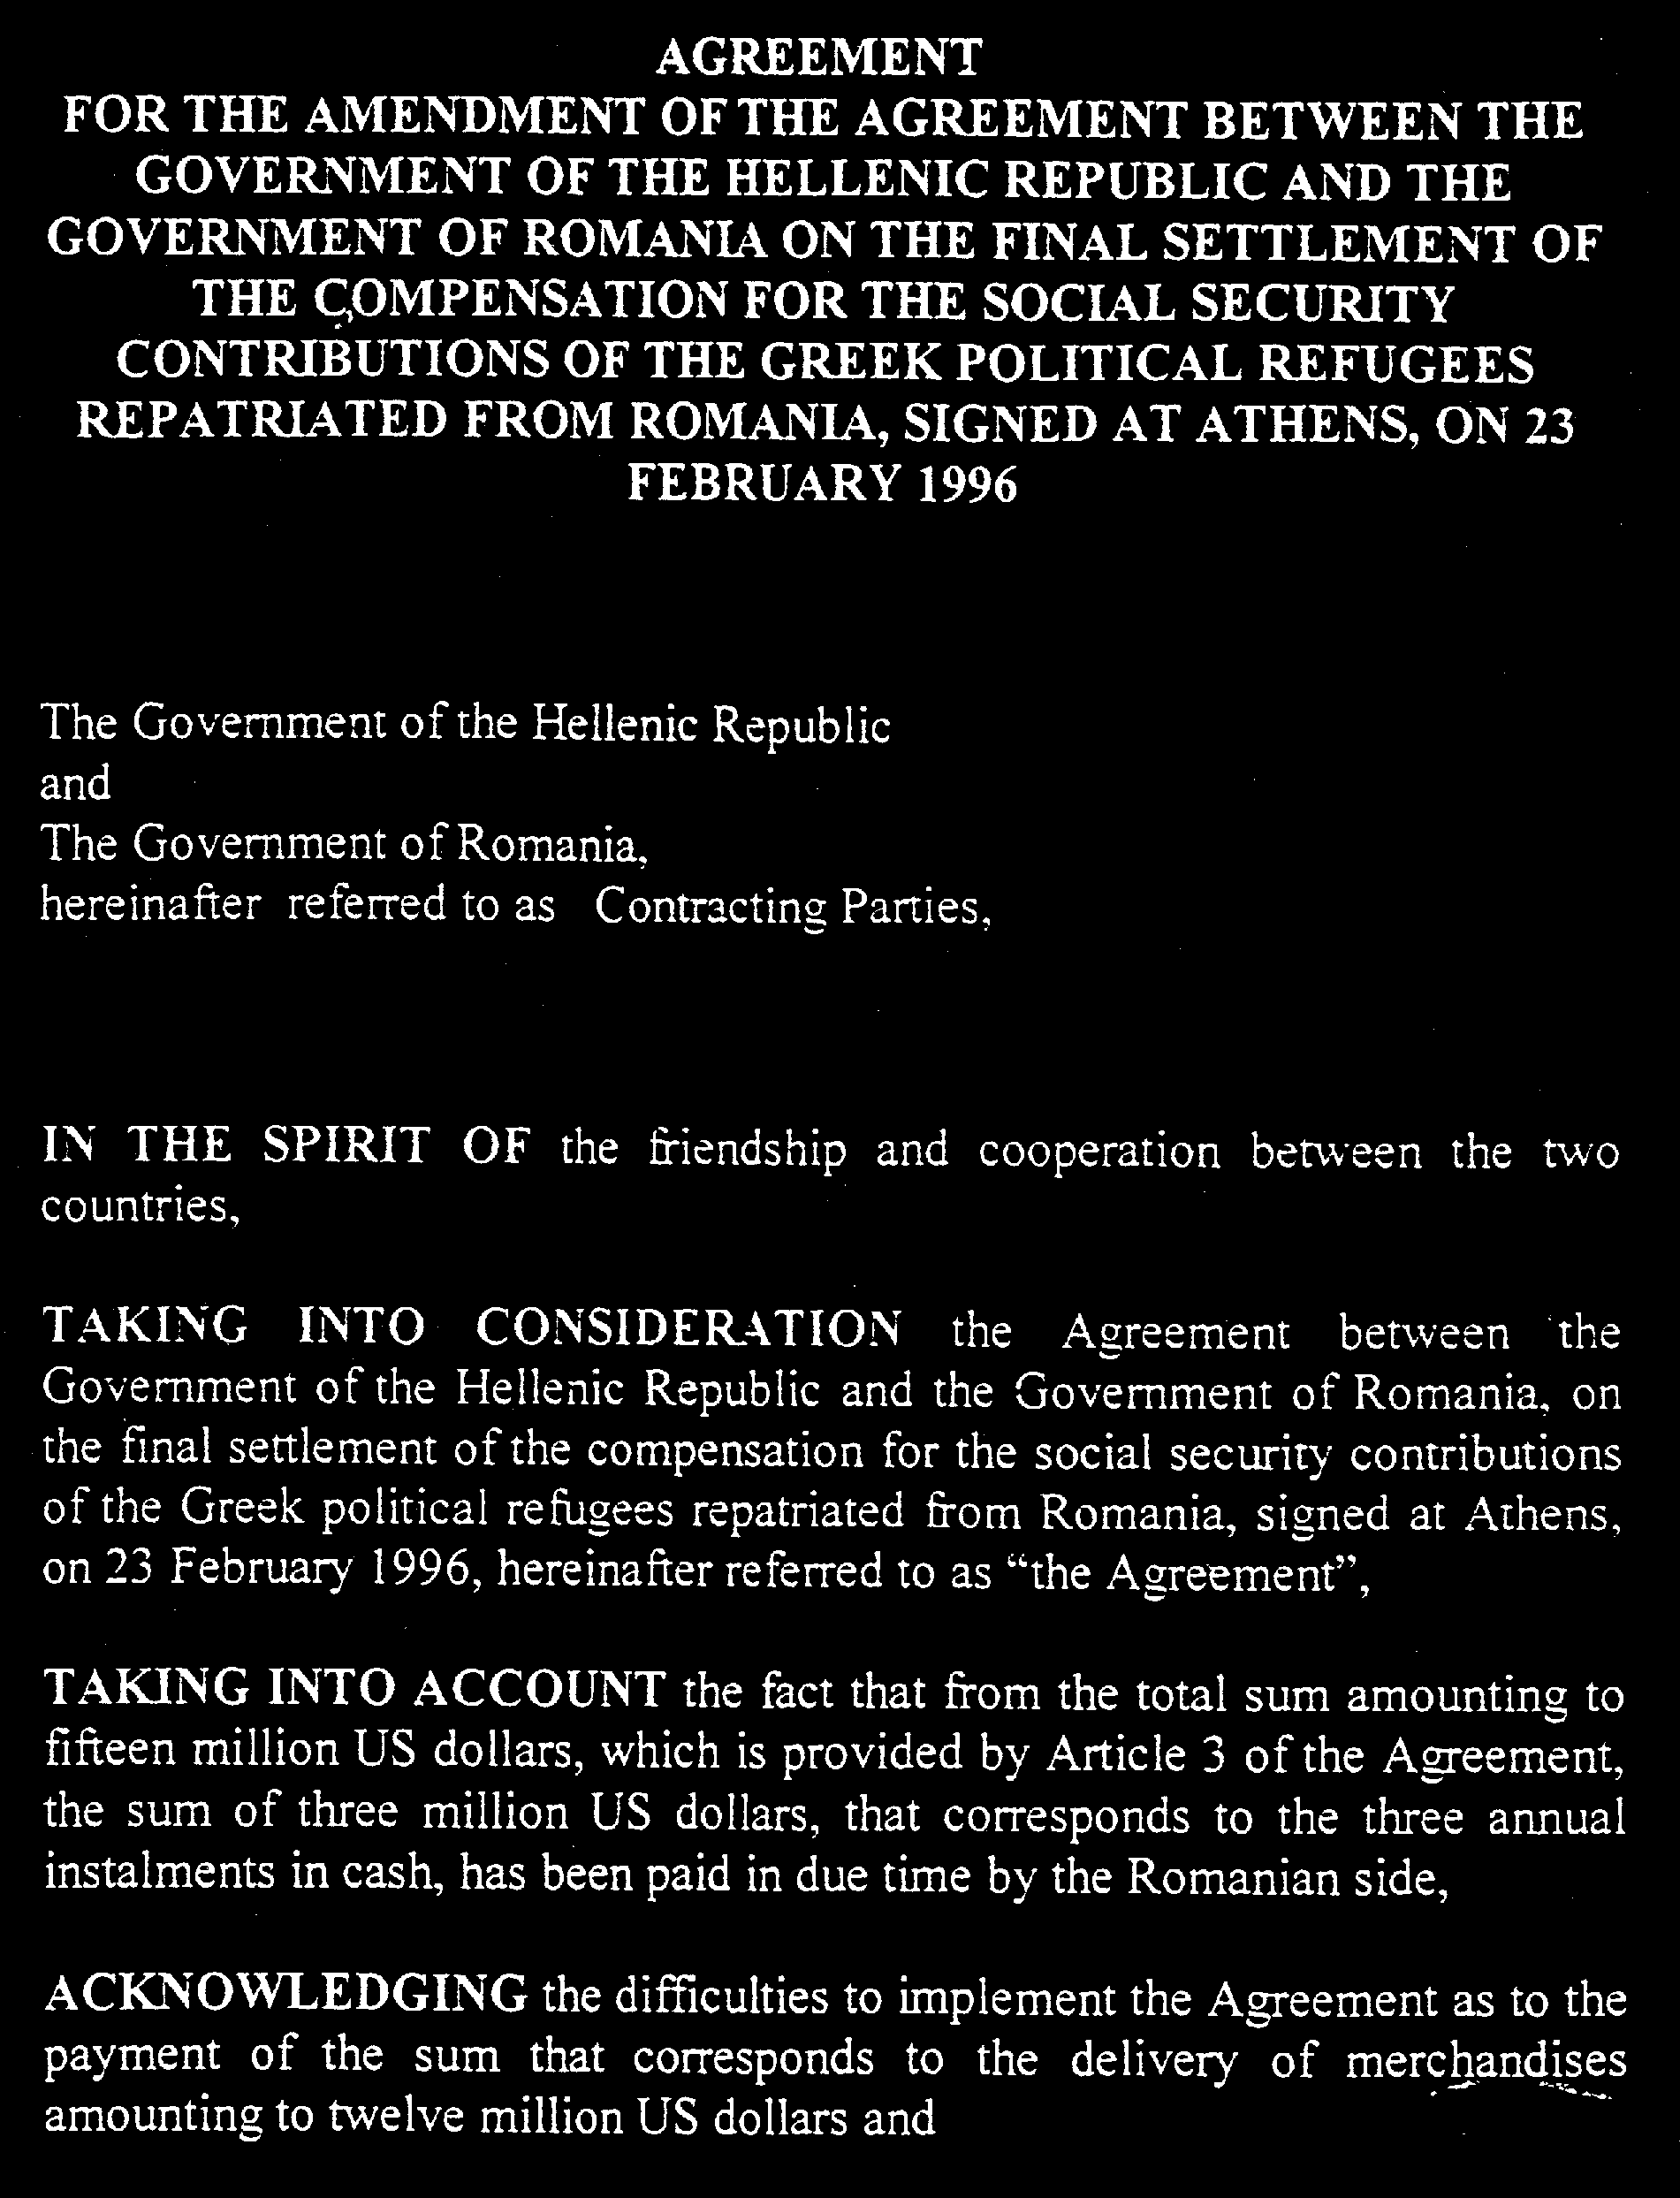 AGREEMENT
FOR THE AMENDMENT OF THE AGREEMENT BETWEEN THE
GOVERNMENT OF THE HELLENIC REPUBLIC AND THE
GOVERNMENT OF ROMANIA ON THE FINAL SETTLEMENT OF
THE COMPENSATION FOR THE SOCIAL SECURITY
CONTRIBUTIONS OF THE GREEK POLITICAL REFUGEES
REPATRIATED FROM ROMANIA, SIGNED AT ATHENS, ON 23
FEBRUARY 1996
The Government of the Hellenic Republic
and
The Government of Romania,
hereinafter referred to as Contracting Parties,
IN THE SPIRIT OF the friendship and cooperation between the two
countries,
TAKING INTO CONSIDERATION the Agreement between the
Government of the Hellenic Republic and the Government of Romania, on
the final settlement of the compensation for the social security contributions
of the Greek political refugees repatriated from Romania, signed at Athens,
on 23 February 1996, hereinafter referred to as “the Agreement”,
TAKING INTO ACCOUNT the fact that from the total sum amounting to
fifteen million US dollars, which is provided by Article 3 of the Agreement,
the sum of three million US dollars, that corresponds to the three annual
instalments in cash, has been paid in due time by the Romanian side,
ACKNOWLEDGING the difficulties to implement the Agreement as to the
payment of the sum that corresponds to the delivery of merchandises
amounting to twelve million US dollars and